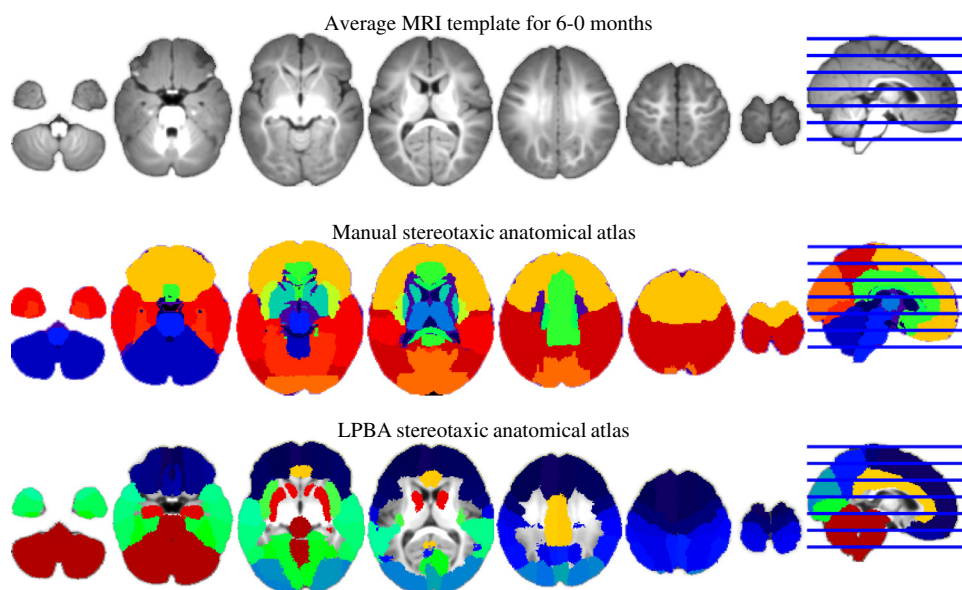 Average MRI template for 6-0 months
Manual stereotaxic anatomical atlas
LPBA stereotaxic anatomical atlas